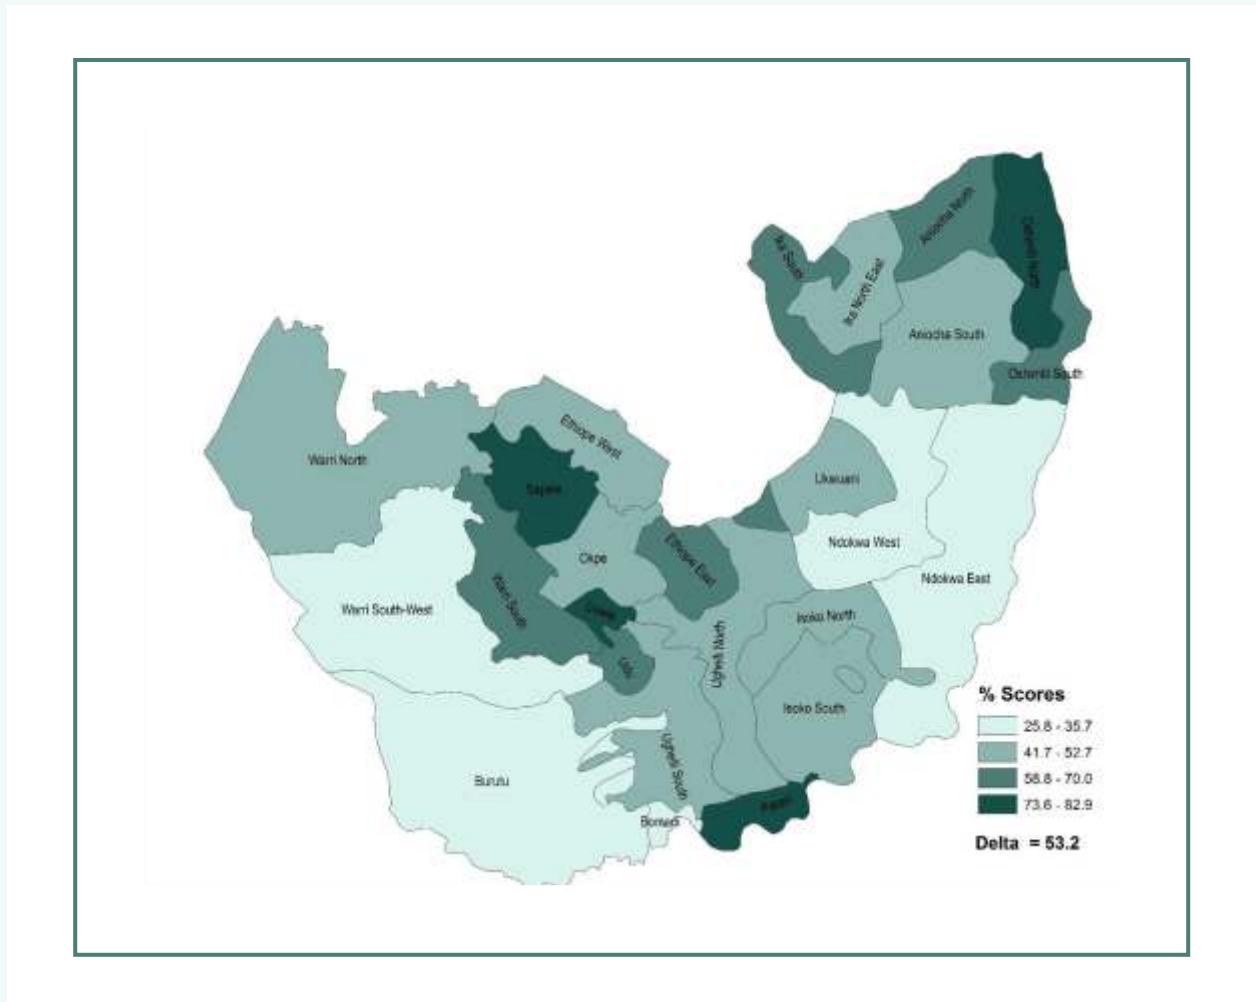 Aniocha North
Oshimili North
Ika South
Ika North East
Aniocha South
Oshimili South
Ethiope West
Warri North
Ukwuani
Sapele
Ndokwa West
Okpe
Ethiope East
Ndokwa East
Warri South-West
Warri South
Isoko North
Ughelli North
Udu
Isoko South
Ughelli South
Burutu
Bomadi
% Scores
25.8 - 35.7
41.7 - 52.7
58.8 - 70.0
73.6 - 82.9
Delta = 53.2